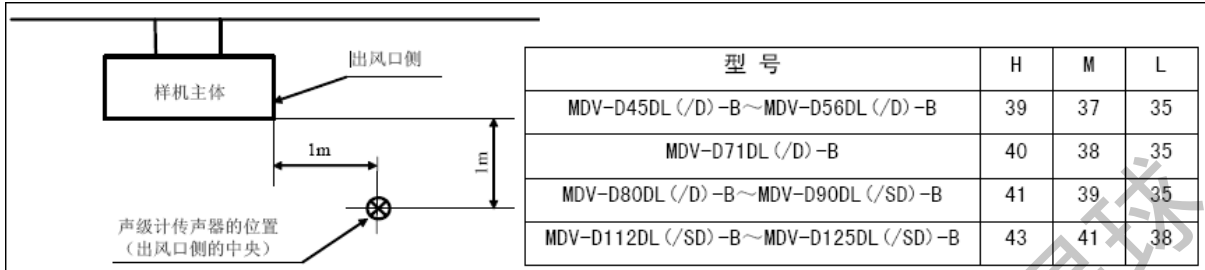 出风口侧
样机主体
1m
1m
声级计传声器的位置
（出风口侧的中央）
型 号 H M L
MDV-D45DL(/D)-B～MDV-D56DL(/D)-B 39 37 35
MDV-D71DL(/D)-B 40 38 35
MDV-D80DL(/D)-B～MDV-D90DL(/SD)-B 41 39 35
MDV-D112DL(/SD)-B～MDV-D125DL(/SD)-B 43 41 38
球